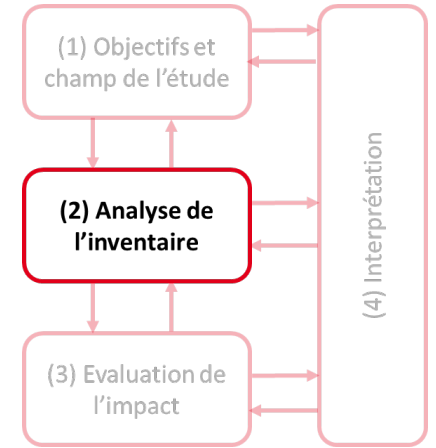 (1) Objectifs et
champ de l'étude
(2) Analyse de
l'inventaire
(3) Evaluation de
l'impact
(4) Interprétation